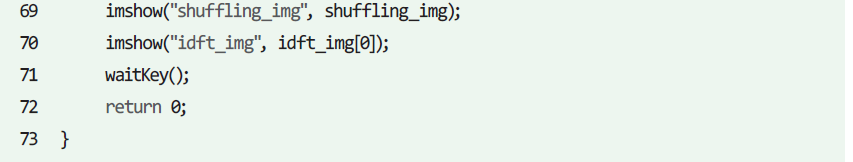 69 imshow("shuffling_img", shuffling_img);
70 imshow("idft_img", idft_img[0]);
71 waitKey();
72 return 0;
73 }